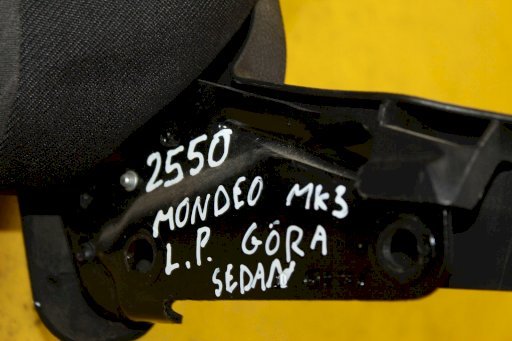 2550
MONDEO MK3
L.P. GÓRA
SEDAN